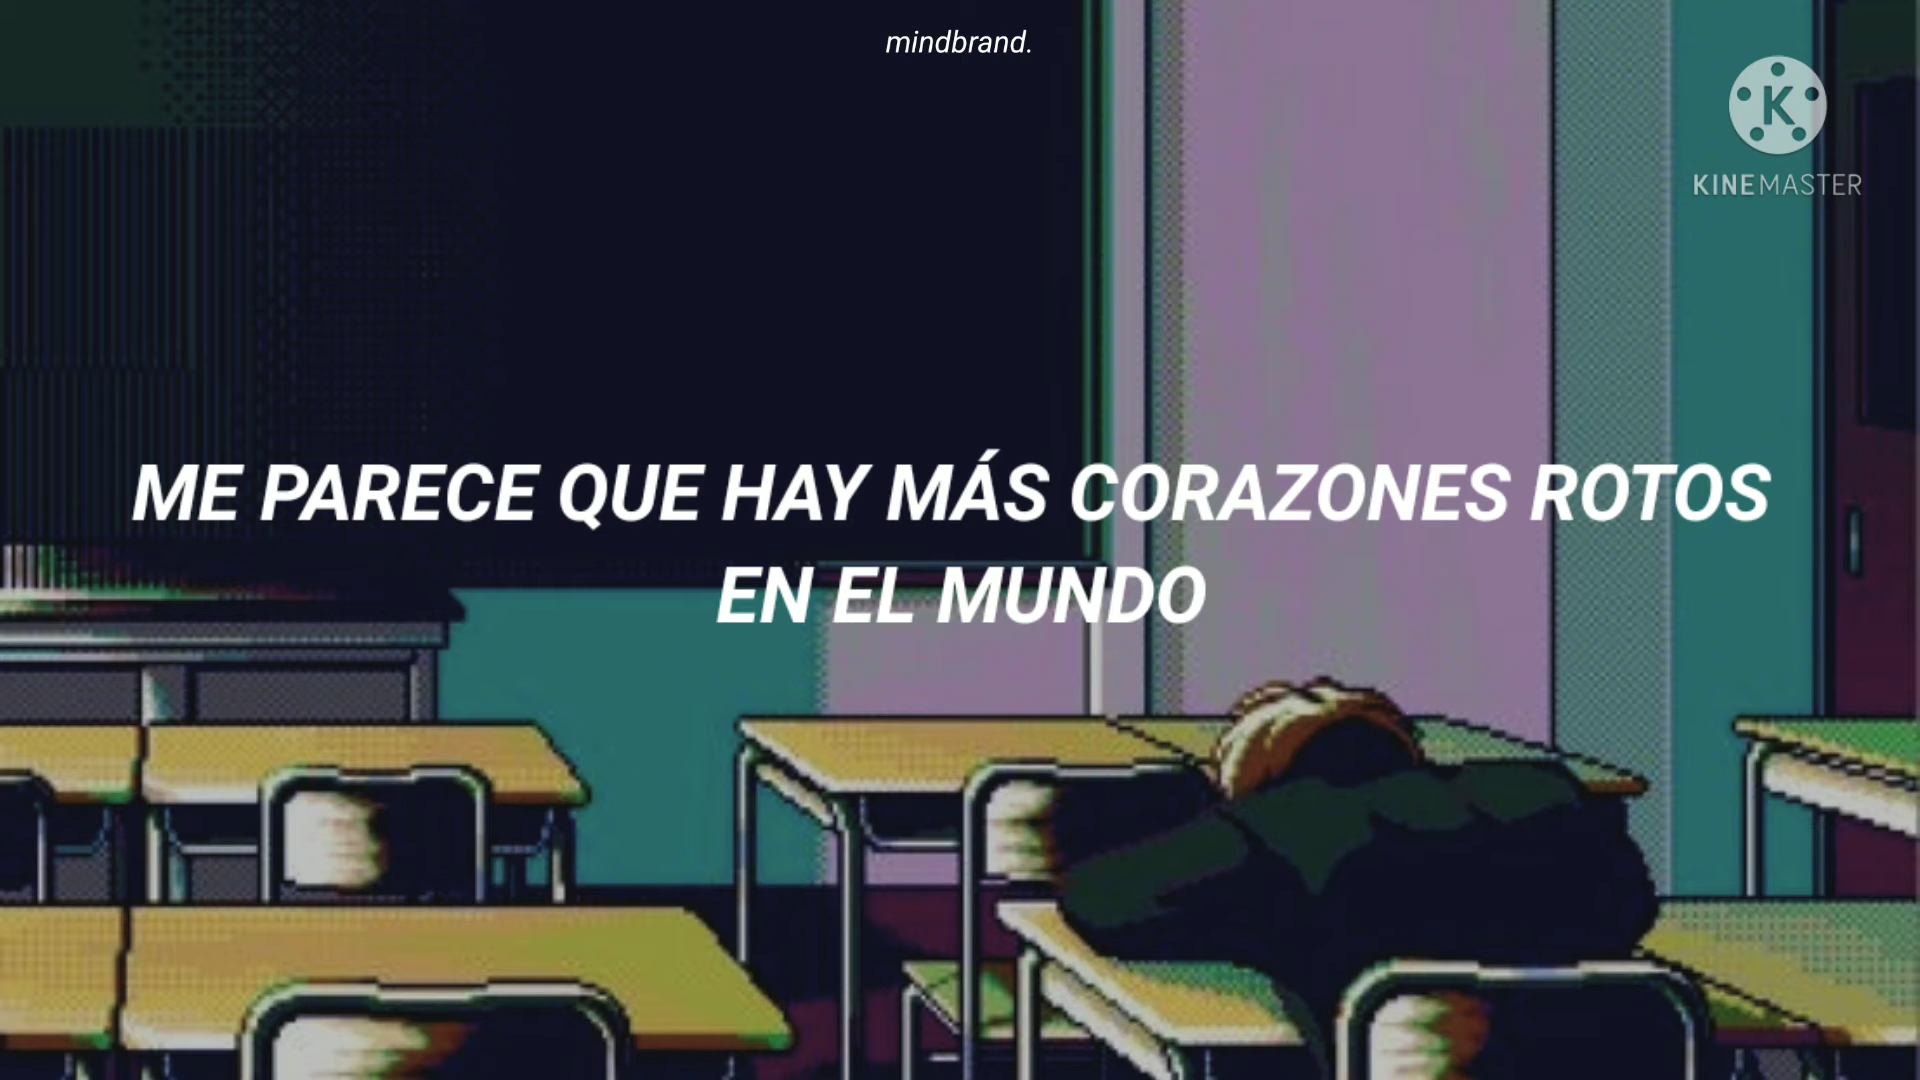 mindbrand.
K
KINEMASTER
ME PARECE QUE HAY MÁS CORAZONES ROTOS
EN EL MUNDO